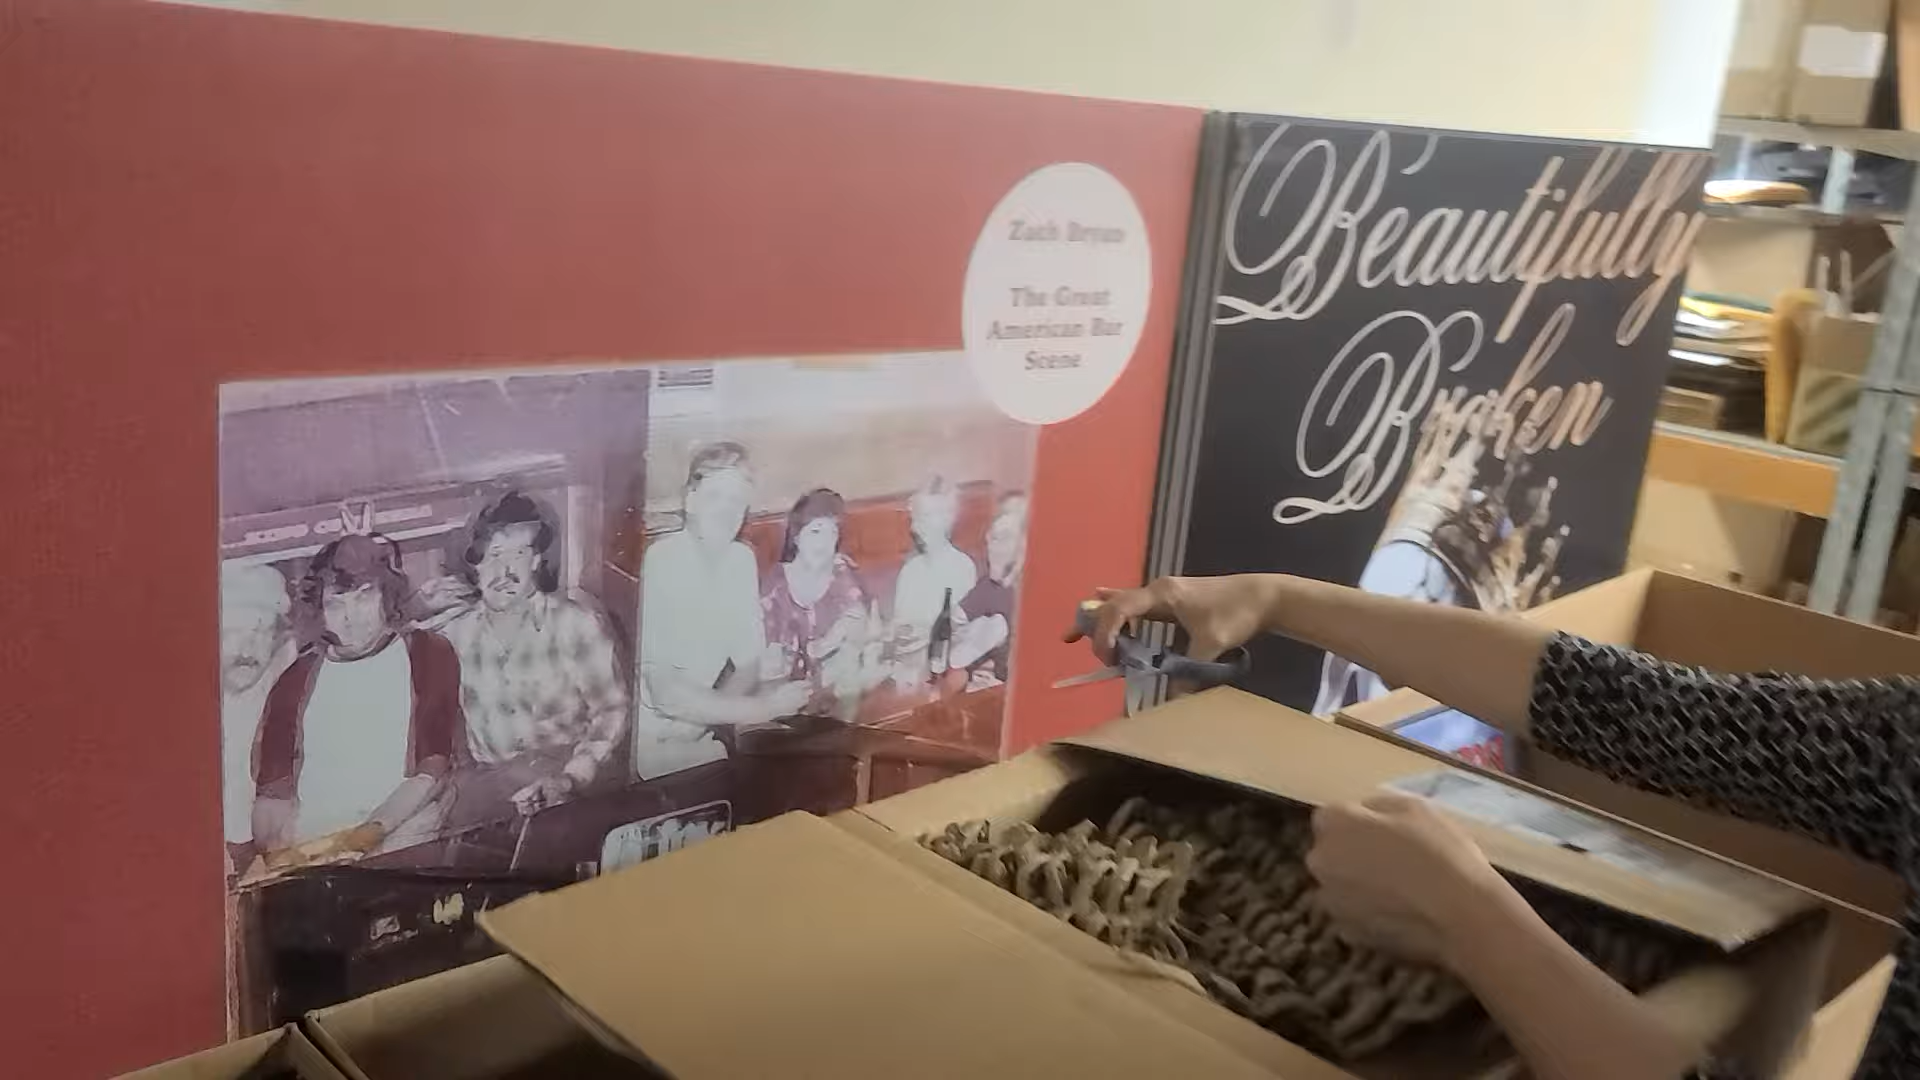 Zach Bryan
The Great
American Bar
Scene
Beautifully
Broken